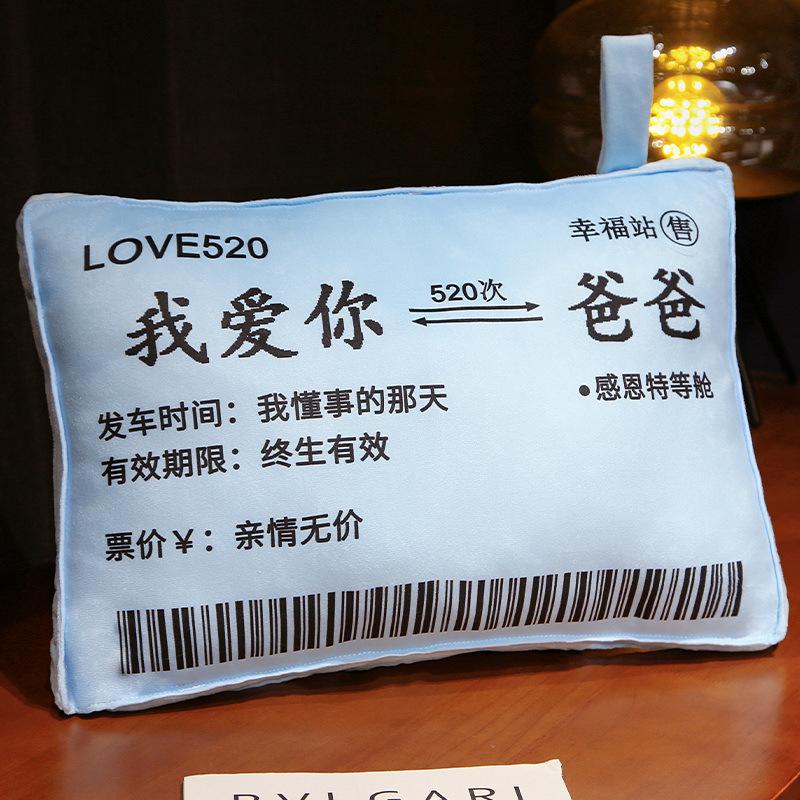 LOVE520
幸福站 售
我爱你 520次 爸爸
•感恩特等舱
发车时间：我懂事的那天
有效期限：终生有效
票价￥：亲情无价
BVLGARI